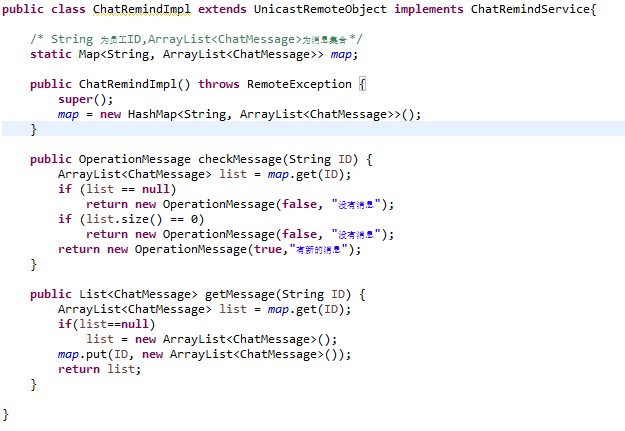 public class ChatRemindImpl extends UnicastRemoteObject implements ChatRemindService{
/* String 为员工ID,ArrayList<ChatMessage>为消息集合*/
static Map<String, ArrayList<ChatMessage>> map;
public ChatRemindImpl() throws RemoteException {
super();
map = new HashMap<String, ArrayList<ChatMessage>>();
}
public OperationMessage checkMessage(String ID) {
ArrayList<ChatMessage> list = map.get(ID);
if (list == null)
return new OperationMessage(false, "没有消息");
if (list.size() == 0)
return new OperationMessage(false, "没有消息");
return new OperationMessage(true,"有新的消息");
}
public List<ChatMessage> getMessage(String ID) {
ArrayList<ChatMessage> list = map.get(ID);
if(list==null)
list = new ArrayList<ChatMessage>();
map.put(ID, new ArrayList<ChatMessage>());
return list;
}
}